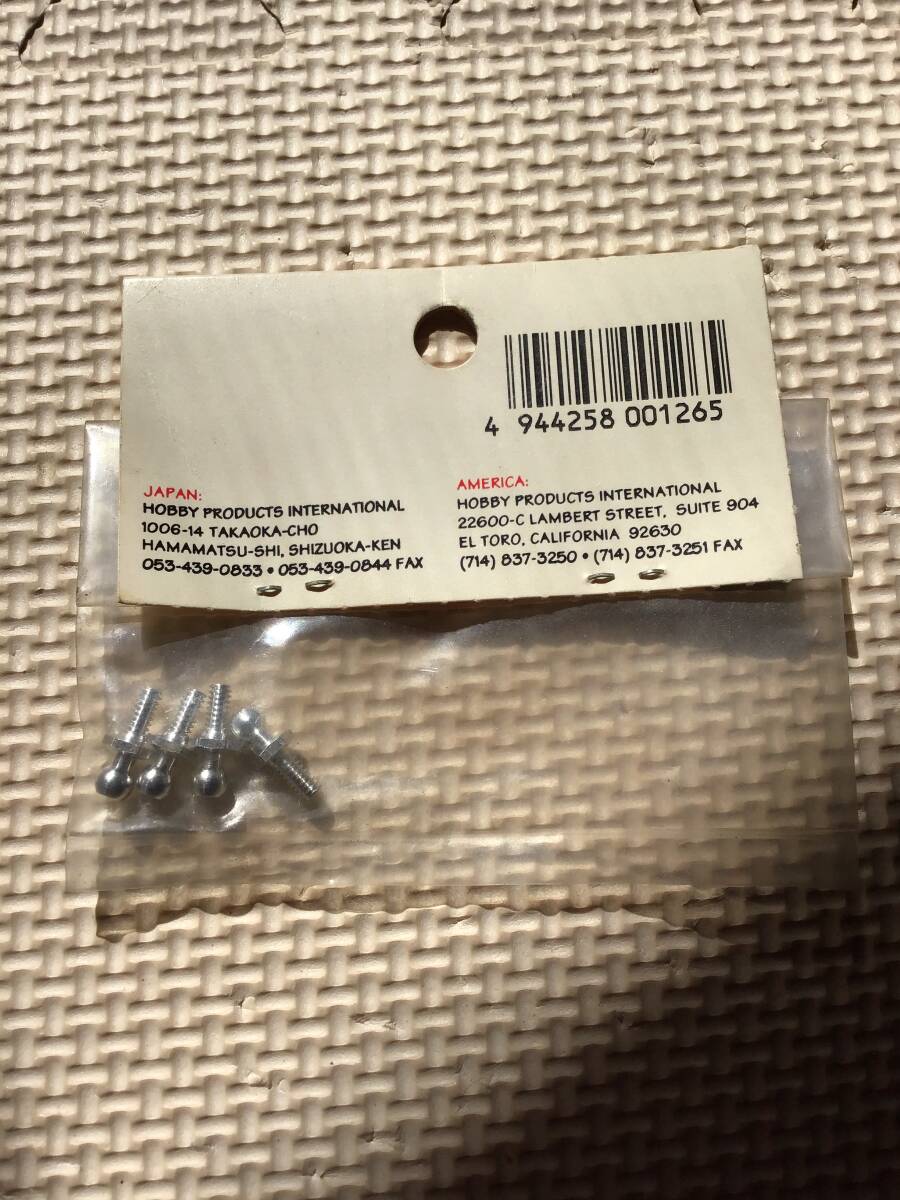 4 944258 001265
JAPAN:
HOBBY PRODUCTS INTERNATIONAL
1006-14 TAKAOKA-CHO
HAMAMATSU-SHI, SHIZUOKA-KEN
053-439-0833 • 053-439-0844 FAX
AMERICA:
HOBBY PRODUCTS INTERNATIONAL
22600-C LAMBERT STREET, SUITE 904
EL TORO, CALIFORNIA 92630
(714) 837-3250 • (714) 837-3251 FAX